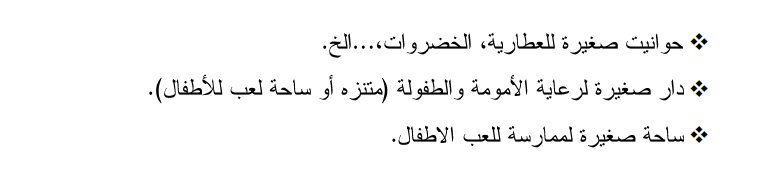 ❖ حوانيت صغيرة للعطارية، الخضروات،...الخ.
❖ دار صغيرة لرعاية الأمومة والطفولة (متنزه أو ساحة لعب للأطفال).
❖ ساحة صغيرة لممارسة للعب الاطفال.